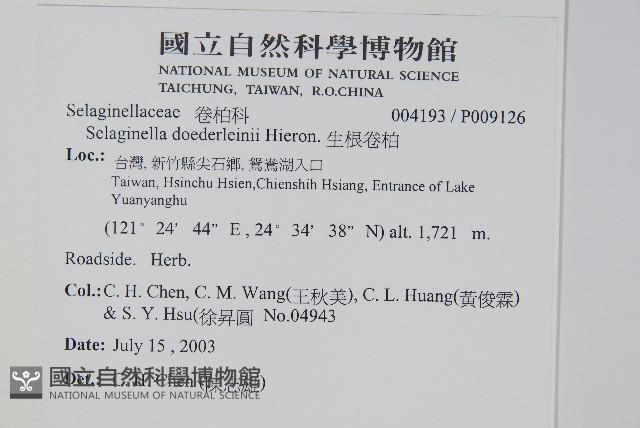 國立自然科學博物館
NATIONAL MUSEUM OF NATURAL SCIENCE
TAICHUNG, TAIWAN, R.O.CHINA
Selaginellaceae 卷柏科 004193 / P009126
Selaginella doederleinii Hieron. 生根卷柏
Loc.: 台灣, 新竹縣尖石鄉, 鴛鴦湖入口
Taiwan, Hsinchu Hsien,Chienshih Hsiang, Entrance of Lake
Yuanyanghu
(121° 24′ 44″ E , 24° 34′ 38″ N) alt. 1,721 m.
Roadside. Herb.
Col.: C. H. Chen, C. M. Wang(王秋美), C. L. Huang(黃俊霖)
& S. Y. Hsu(徐昇圓 No.04943
Date: July 15 , 2003
Det.: C. H. Chen
國立自然科學博物館
NATIONAL MUSEUM OF NATURAL SCIENCE